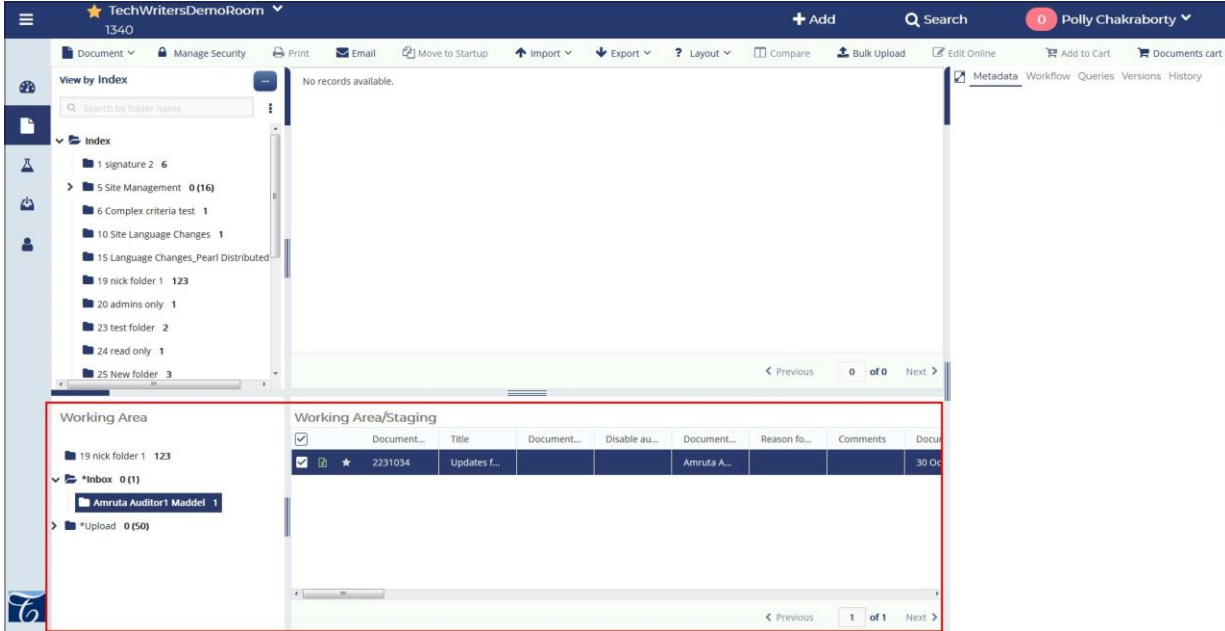 TechWritersDemoRoom
1340
Add
Search
0 Polly Chakraborty
Document
Manage Security
Print
Email
Move to Startup
Import
Export
? Layout
Compare
Bulk Upload
Edit Online
Add to Cart
Documents cart
View by Index
...
Search by folder name
Index
1 signature 2 6
5 Site Management 0 (16)
6 Complex criteria test 1
10 Site Language Changes 1
15 Language Changes_Pearl Distributed
19 nick folder 1 123
20 admins only 1
23 test folder 2
24 read only 1
25 New folder 3
No records available.
Previous 0 of 0 Next
Metadata Workflow Queries Versions History
Working Area
19 nick folder 1 123
*Inbox 0 (1)
Amruta Auditor1 Maddel 1
*Upload 0 (50)
Working Area/Staging
Document... Title Document... Disable au... Document... Reason fo... Comments Docu
2231034 Updates f... Amruta A... 30 Oc
Previous 1 of 1 Next